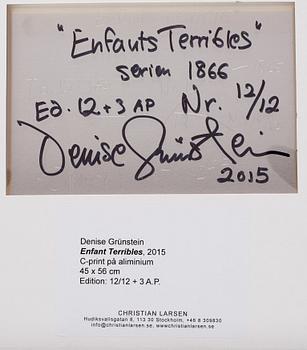 "Enfants Terribles"
serien 1866
Ed. 12 + 3 AP Nr. 12/12
Denise Grünstein
2015
Denise Grünstein
Enfant Terribles, 2015
C-print på aliminium
45 x 56 cm
Edition: 12/12 + 3 A.P.
CHRISTIAN LARSEN
Hudiksvallsgatan 8, 113 30 Stockholm, +46 8 309830
info@christianlarsen.se, www.christianlarsen.se